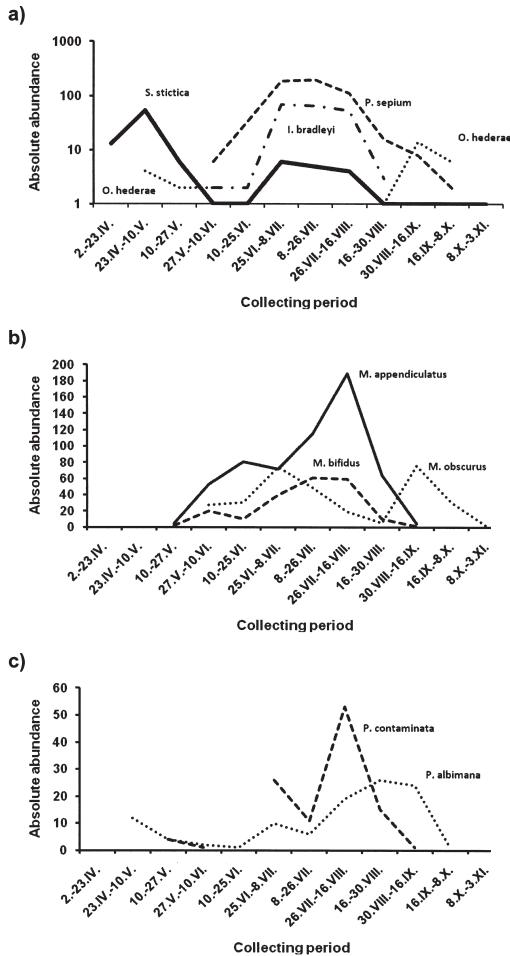 a)
1000
100
10
1
Absolute abundance
S. stictica
P. sepium
I. bradleyi
O. hederae
O. hederae
2.-23.IV.
23.IV.-10.V.
10.-27.V.
27.V.-10.VI.
10.-25.VI.
25.VI.-8.VII.
8.-26.VII.
26.VII.-16.VIII.
16.-30.VIII.
30.VIII.-16.IX.
16.IX.-8.X.
8.X.-3.XI.
Collecting period
b)
200
180
160
140
120
100
80
60
40
20
0
Absolute abundance
M. appendiculatus
M. bifidus
M. obscurus
2.-23.IV.
23.IV.-10.V.
10.-27.V.
27.V.-10.VI.
10.-25.VI.
25.VI.-8.VII.
8.-26.VII.
26.VII.-16.VIII.
16.-30.VIII.
30.VIII.-16.IX.
16.IX.-8.X.
8.X.-3.XI.
Collecting period
c)
60
50
40
30
20
10
0
Absolute abundance
P. contaminata
P. albimana
2.-23.IV.
23.IV.-10.V.
10.-27.V.
27.V.-10.VI.
10.-25.VI.
25.VI.-8.VII.
8.-26.VII.
26.VII.-16.VIII.
16.-30.VIII.
30.VIII.-16.IX.
16.IX.-8.X.
8.X.-3.XI.
Collecting period